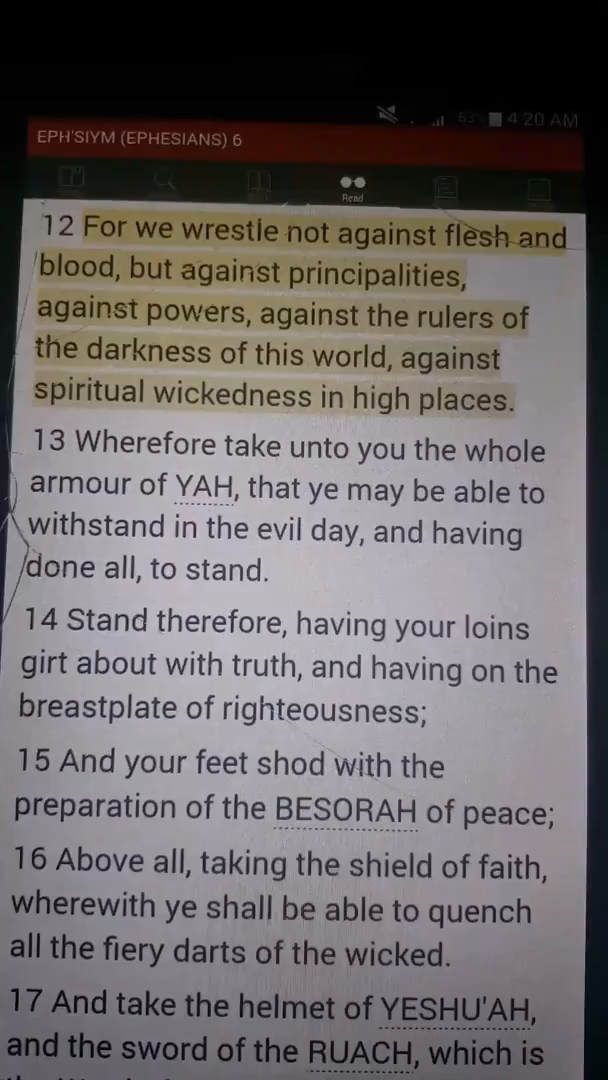 63% 4:20 AM
EPH'SIYM (EPHESIANS) 6
Read
12 For we wrestle not against flesh and
blood, but against principalities,
against powers, against the rulers of
the darkness of this world, against
spiritual wickedness in high places.
13 Wherefore take unto you the whole
armour of YAH, that ye may be able to
withstand in the evil day, and having
done all, to stand.
14 Stand therefore, having your loins
girt about with truth, and having on the
breastplate of righteousness;
15 And your feet shod with the
preparation of the BESORAH of peace;
16 Above all, taking the shield of faith,
wherewith ye shall be able to quench
all the fiery darts of the wicked.
17 And take the helmet of YESHU'AH,
and the sword of the RUACH, which is